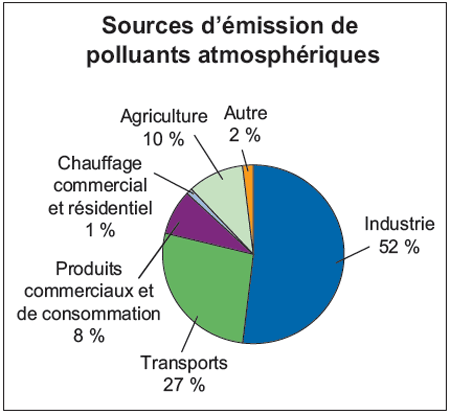 Sources d’émission de
polluants atmosphériques
Agriculture
10 %
Autre
2 %
Chauffage
commercial
et résidentiel
1 %
Industrie
52 %
Produits
commerciaux et
de consommation
8 %
Transports
27 %